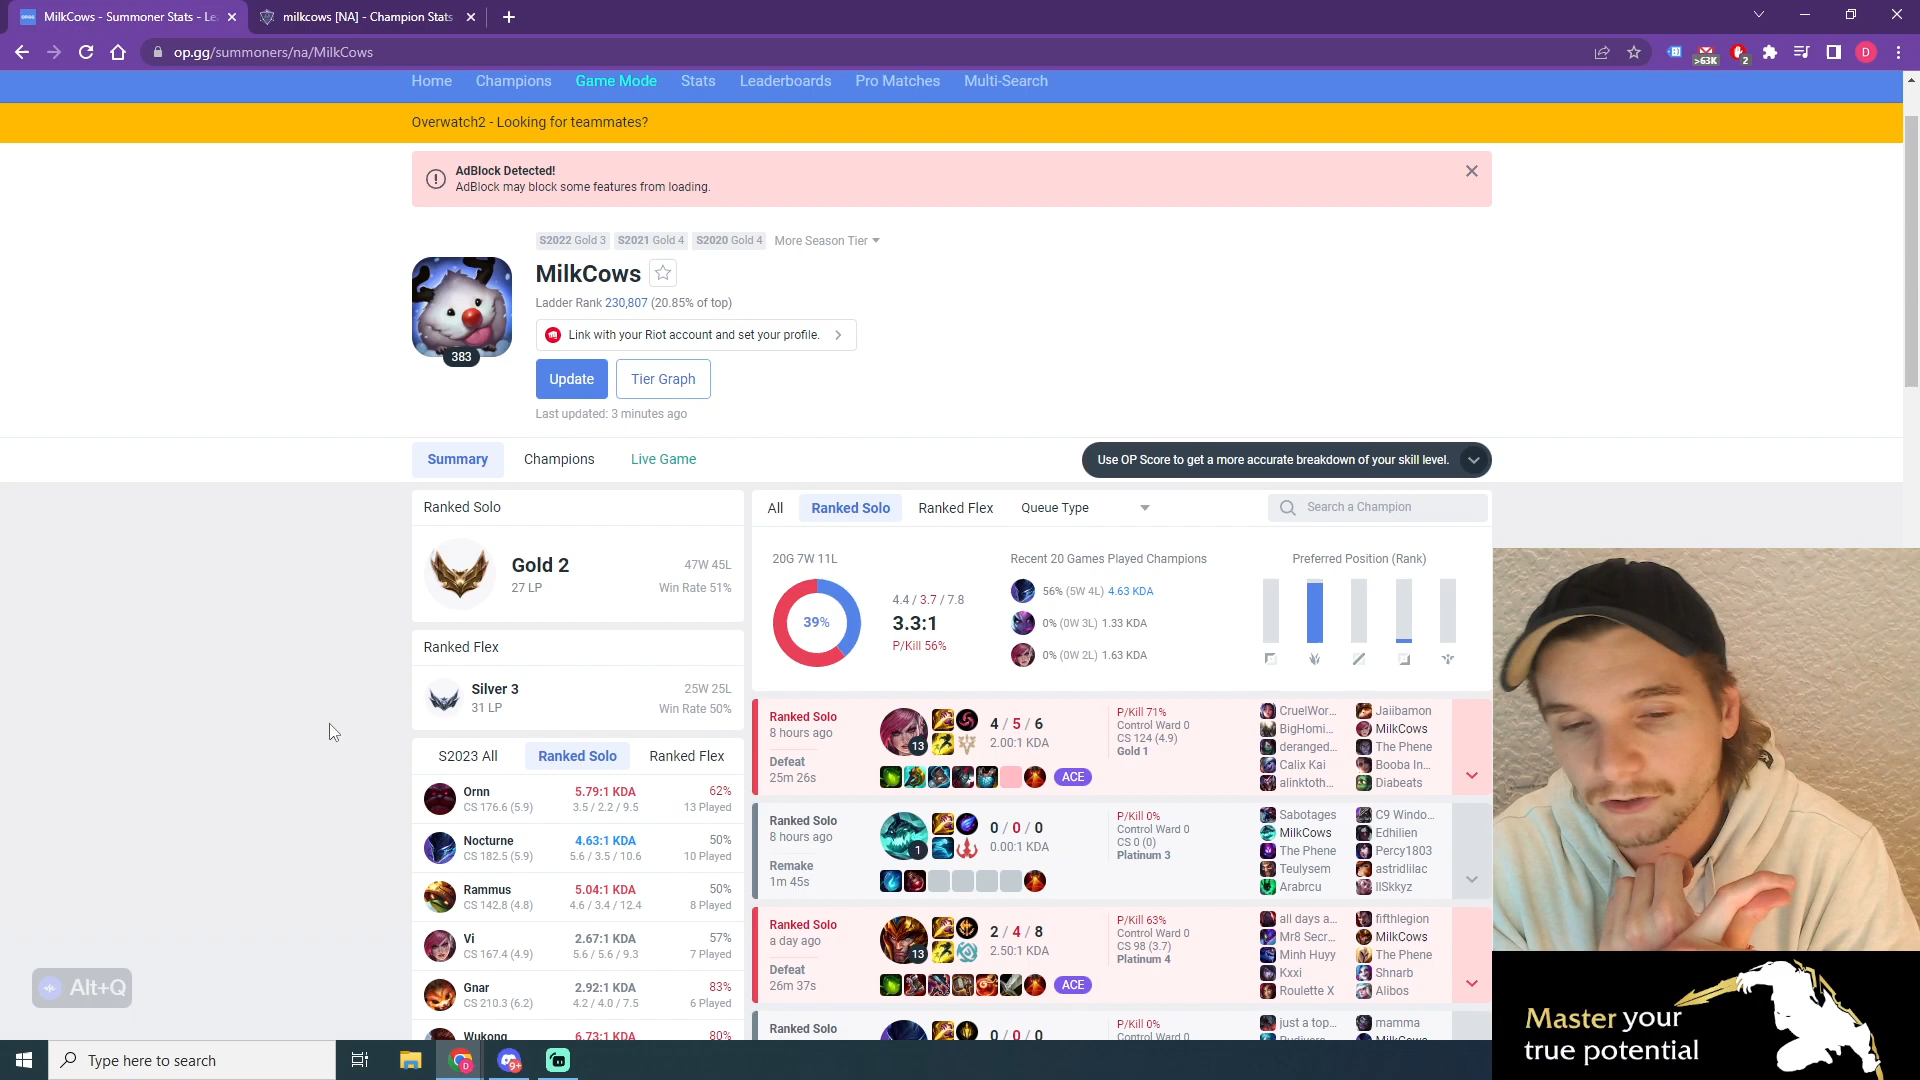 MilkCows - Summoner Stats - Le
milkcows [NA] - Champion Stats
op.gg/summoners/na/MilkCows
>63K
2
D
Home Champions Game Mode Stats Leaderboards Pro Matches Multi-Search
Overwatch2 - Looking for teammates?
AdBlock Detected!
AdBlock may block some features from loading.
S2022 Gold 3 S2021 Gold 4 S2020 Gold 4 More Season Tier
MilkCows
Ladder Rank 230,807 (20.85% of top)
Link with your Riot account and set your profile.
383
Update Tier Graph
Last updated: 3 minutes ago
Summary Champions Live Game
Use OP Score to get a more accurate breakdown of your skill level.
Ranked Solo
Gold 2
27 LP
47W 45L
Win Rate 51%
Ranked Flex
Silver 3
31 LP
25W 25L
Win Rate 50%
S2023 All Ranked Solo Ranked Flex
Ornn 5.79:1 KDA 62%
CS 176.6 (5.9) 3.5 / 2.2 / 9.5 13 Played
Nocturne 4.63:1 KDA 50%
CS 182.5 (5.9) 5.6 / 3.5 / 10.6 10 Played
Rammus 5.04:1 KDA 50%
CS 142.8 (4.8) 4.6 / 3.4 / 12.4 8 Played
Vi 2.67:1 KDA 57%
CS 167.4 (4.9) 5.6 / 5.6 / 9.3 7 Played
Gnar 2.92:1 KDA 83%
CS 210.3 (6.2) 4.2 / 4.0 / 7.5 6 Played
Wukong 6.73:1 KDA 80%
All Ranked Solo Ranked Flex Queue Type Search a Champion
20G 7W 11L
39%
4.4 / 3.7 / 7.8
3.3:1
P/Kill 56%
Recent 20 Games Played Champions
56% (5W 4L) 4.63 KDA
0% (0W 3L) 1.33 KDA
0% (0W 2L) 1.63 KDA
Preferred Position (Rank)
Ranked Solo
8 hours ago
Defeat
25m 26s
13
4 / 5 / 6
2.00:1 KDA
ACE
P/Kill 71%
Control Ward 0
CS 124 (4.9)
Gold 1
CruelWor... Jaiibamon
BigHomi... MilkCows
deranged... The Phene
Calix Kai Booba In...
alinktoth... Diabeats
Ranked Solo
8 hours ago
Remake
1m 45s
1
0 / 0 / 0
0.00:1 KDA
P/Kill 0%
Control Ward 0
CS 0 (0)
Platinum 3
Sabotages C9 Windo...
MilkCows Edhilien
The Phene Percy1803
Teulysem astridlilac
Arabrcu IlSkkyz
Ranked Solo
a day ago
Defeat
26m 37s
13
2 / 4 / 8
2.50:1 KDA
ACE
P/Kill 63%
Control Ward 0
CS 98 (3.7)
Platinum 4
all days a... fifthlegion
Mr8 Secr... MilkCows
Minh Huyy The Phene
Kxxi Shnarb
Roulette X Alibos
Ranked Solo
0 / 0 / 0
P/Kill 0%
Control Ward 0
just a top... mamma
MilkCows
Alt+Q
Type here to search
D
9+
Master your
true potential